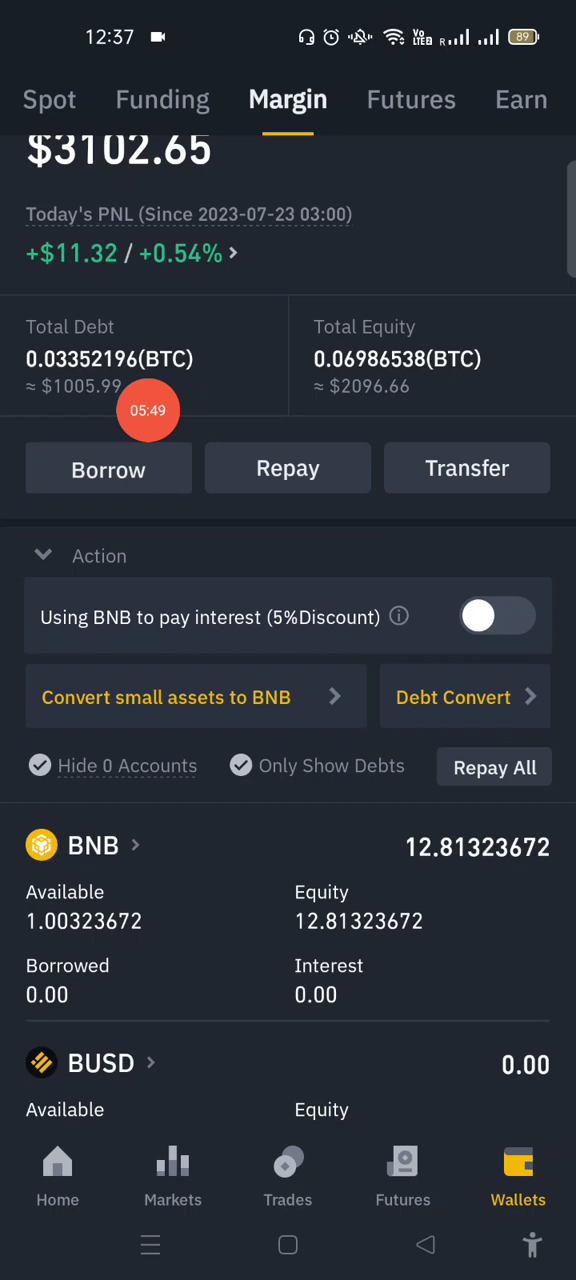 12:37 Vo LTE2 R 89
Spot Funding Margin Futures Earn
$3102.65
Today's PNL (Since 2023-07-23 03:00)
+$11.32 / +0.54%
Total Debt Total Equity
0.03352196(BTC) 0.06986538(BTC)
≈ $1005.99 ≈ $2096.66
05:49
Borrow Repay Transfer
Action
Using BNB to pay interest (5%Discount)
Convert small assets to BNB Debt Convert
Hide 0 Accounts Only Show Debts Repay All
BNB 12.81323672
Available Equity
1.00323672 12.81323672
Borrowed Interest
0.00 0.00
BUSD 0.00
Available Equity
Home Markets Trades Futures Wallets